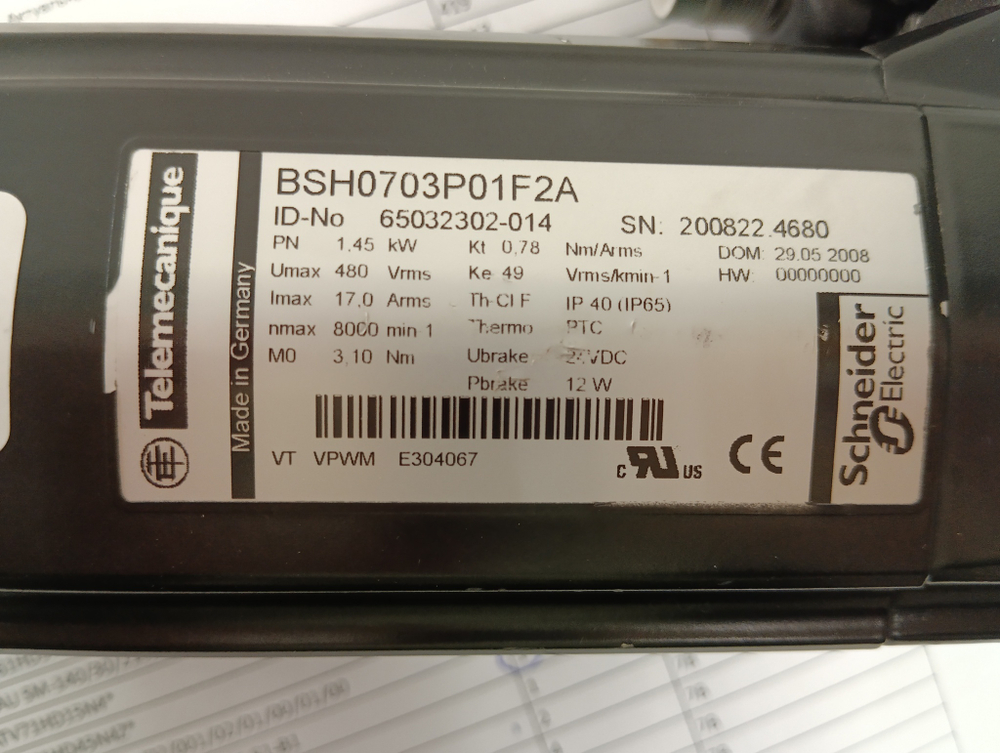 Telemecanique
Made in Germany
BSH0703P01F2A
ID-No 65032302-014 SN: 200822.4680
PN 1.45 kW Kt 0,78 Nm/Arms DOM: 29.05 2008
Umax 480 Vrms Ke 49 Vrms/kmin-1 HW: 00000000
Imax 17.0 Arms Th-Cl F IP 40 (IP65)
nmax 8000 min-1 Thermo PTC
M0 3.10 Nm Ubrake 24VDC
Pbrake 12 W
VT VPWM E304067
c RU US CE
Schneider
Electric